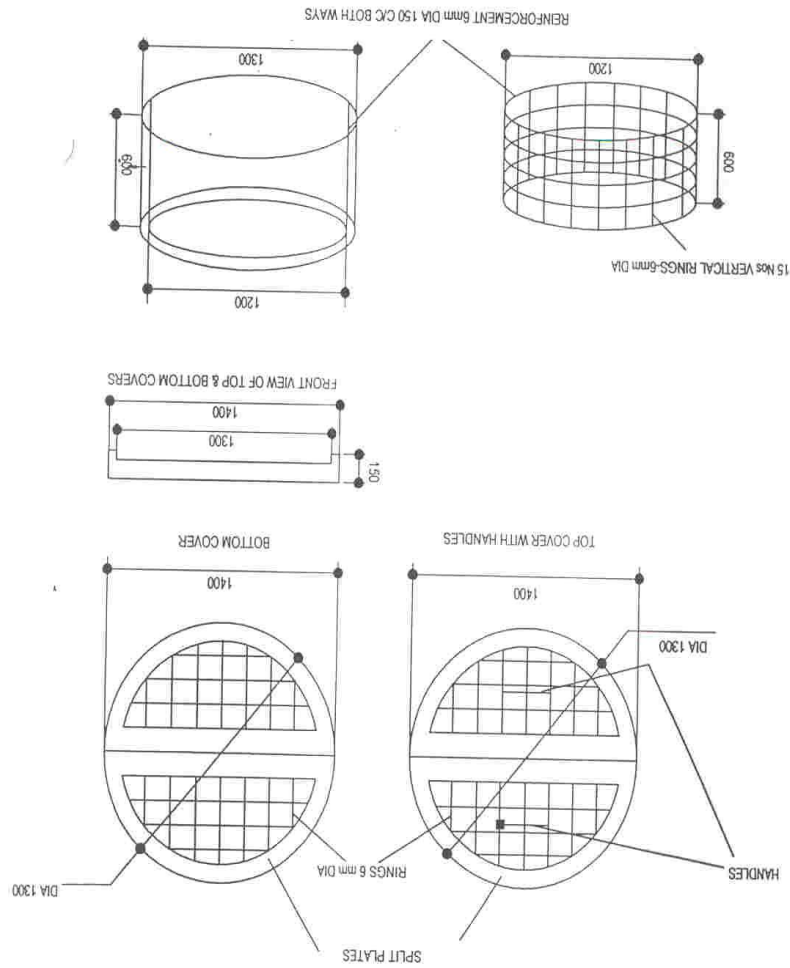 SPLIT PLATES
DIA 1300
HANDLES
RINGS 6 mm DIA
DIA 1300
1400
1400
TOP COVER WITH HANDLES
BOTTOM COVER
150
1300
1400
FRONT VIEW OF TOP & BOTTOM COVERS
1200
15 Nos VERTICAL RINGS-6mm DIA
600
600
1200
1300
REINFORCEMENT 6mm DIA 150 C/C BOTH WAYS